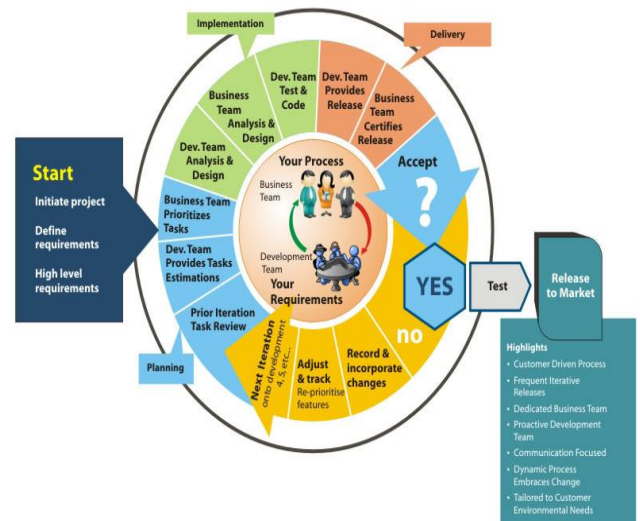 Implementation
Delivery
Start
Initiate project
Define
requirements
High level
requirements
Planning
Prior Iteration
Task Review
Dev. Team
Provides Tasks
Estimations
Business Team
Prioritizes
Tasks
Dev. Team
Analysis &
Design
Business
Team
Analysis &
Design
Dev. Team
Test &
Code
Dev. Team
Provides
Release
Business
Team
Certifies
Release
Accept
?
YES
no
Test
Release
to Market
Record &
incorporate
changes
Adjust
& track
Re-prioritise
features
Next Iteration
onto development
4, 5, etc...
Your Process
Business
Team
Development
Team
Your
Requirements
Highlights
• Customer Driven Process
• Frequent Iterative
Releases
• Dedicated Business Team
• Proactive Development
Team
• Communication Focused
• Dynamic Process
Embraces Change
• Tailored to Customer
Environmental Needs